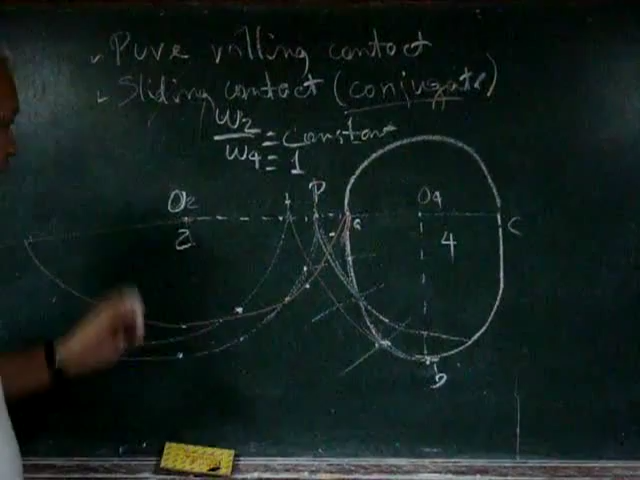 Pure rolling contact
Sliding contact (conjugate)
ω2
ω4
= constant
= 1
O2
P
O4
2
a
C
4
b